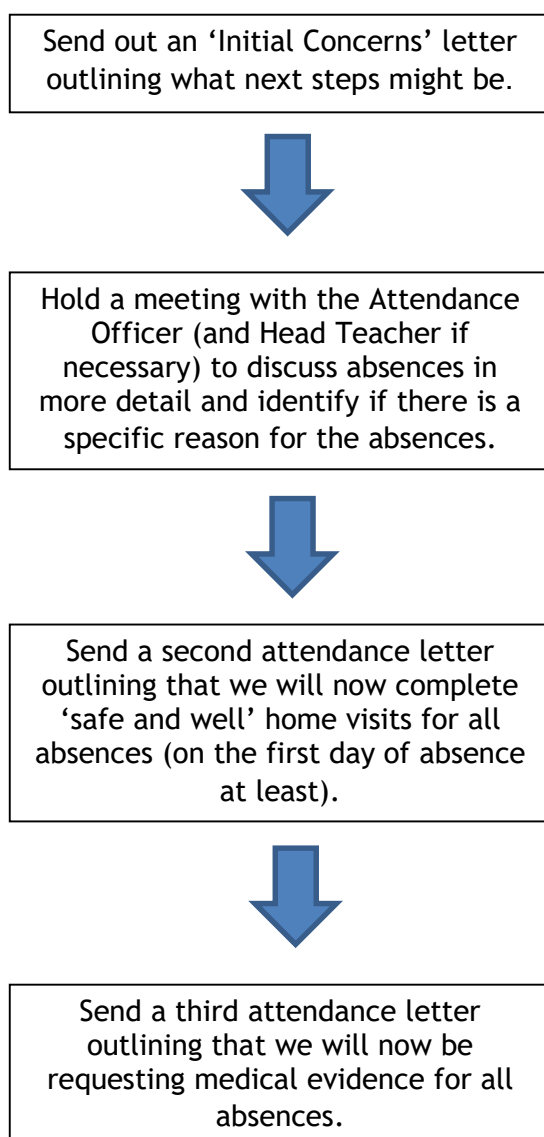 Send out an ‘Initial Concerns’ letter
outlining what next steps might be.
Hold a meeting with the Attendance
Officer (and Head Teacher if
necessary) to discuss absences in
more detail and identify if there is a
specific reason for the absences.
Send a second attendance letter
outlining that we will now complete
‘safe and well’ home visits for all
absences (on the first day of absence
at least).
Send a third attendance letter
outlining that we will now be
requesting medical evidence for all
absences.